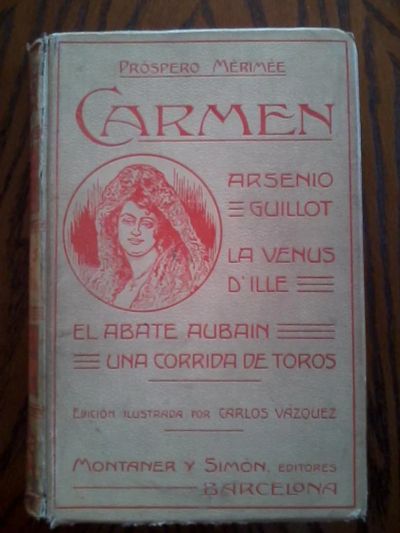 PRÓSPERO MÉRIMÉE
CARMEN
ARSENIO
GUILLOT
LA VENUS
D'ILLE
EL ABATE AUBAIN
UNA CORRIDA DE TOROS
EDICIÓN ILUSTRADA POR CARLOS VÁZQUEZ
MONTANER Y SIMÓN, EDITORES
BARCELONA